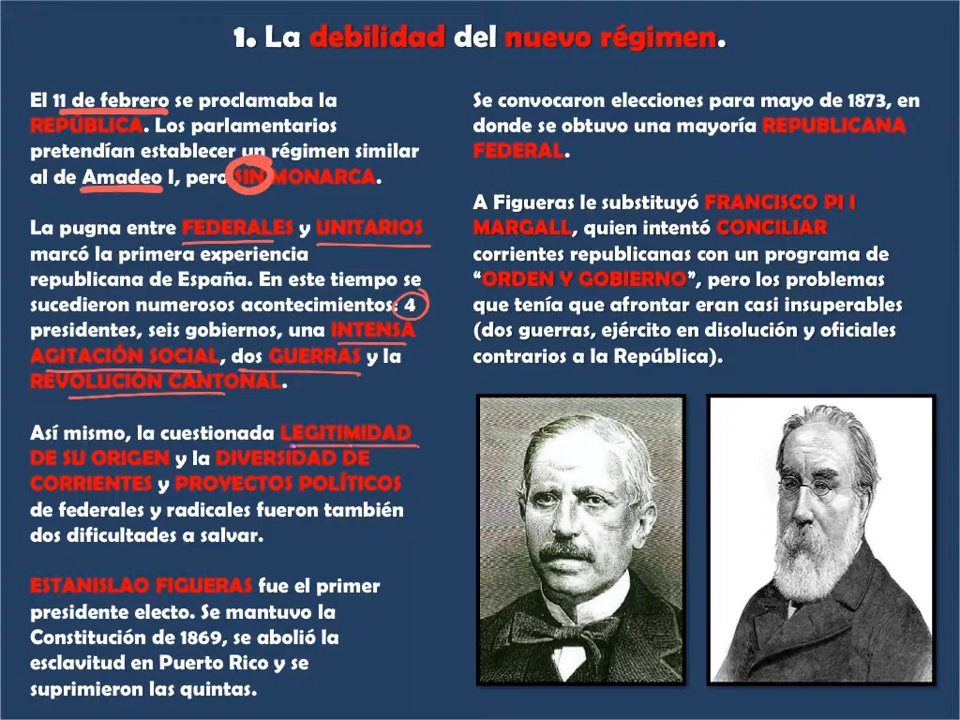 1. La debilidad del nuevo régimen.
El 11 de febrero se proclamaba la
REPÚBLICA. Los parlamentarios
pretendían establecer un régimen similar
al de Amadeo I, pero SIN MONARCA.
La pugna entre FEDERALES y UNITARIOS
marcó la primera experiencia
republicana de España. En este tiempo se
sucedieron numerosos acontecimientos: 4
presidentes, seis gobiernos, una INTENSA
AGITACIÓN SOCIAL, dos GUERRAS y la
REVOLUCIÓN CANTONAL.
Así mismo, la cuestionada LEGITIMIDAD
DE SU ORIGEN y la DIVERSIDAD DE
CORRIENTES y PROYECTOS POLÍTICOS
de federales y radicales fueron también
dos dificultades a salvar.
ESTANISLAO FIGUERAS fue el primer
presidente electo. Se mantuvo la
Constitución de 1869, se abolió la
esclavitud en Puerto Rico y se
suprimieron las quintas.
Se convocaron elecciones para mayo de 1873, en
donde se obtuvo una mayoría REPUBLICANA
FEDERAL.
A Figueras le substituyó FRANCISCO PI I
MARGALL, quien intentó CONCILIAR
corrientes republicanas con un programa de
“ORDEN Y GOBIERNO”, pero los problemas
que tenía que afrontar eran casi insuperables
(dos guerras, ejército en disolución y oficiales
contrarios a la República).